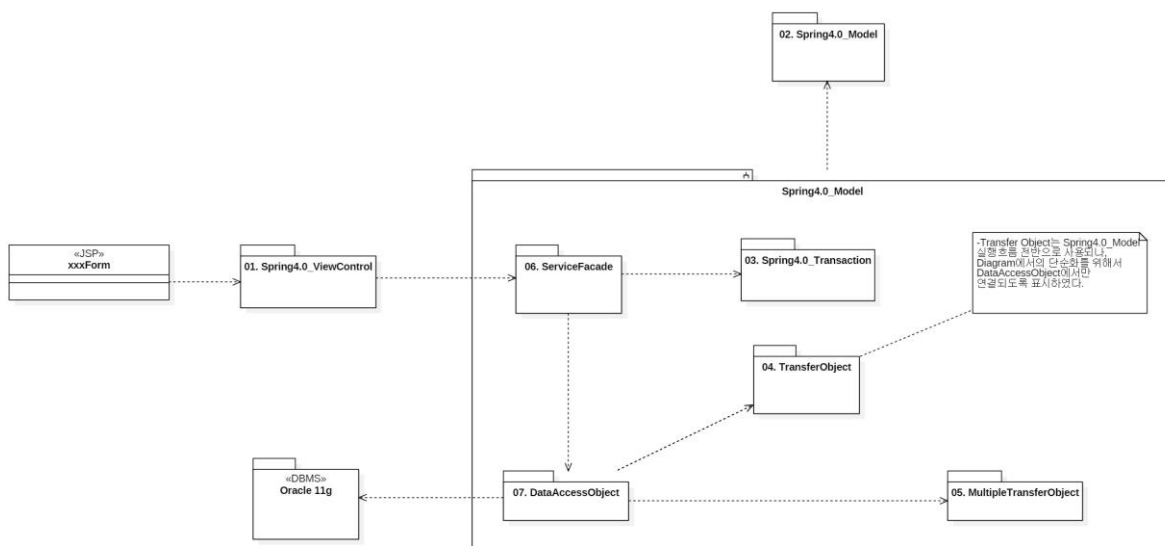 02. Spring4.0_Model
Spring4.0_Model
«JSP»
xxxForm
01. Spring4.0_ViewControl
06. ServiceFacade
03. Spring4.0_Transaction
-Transfer Object는 Spring4.0_Model
실행흐름 전반으로 사용되나,
Diagram에서의 단순화를 위해서
DataAccessObject에서만
연결되도록 표시하였다.
04. TransferObject
«DBMS»
Oracle 11g
07. DataAccessObject
05. MultipleTransferObject